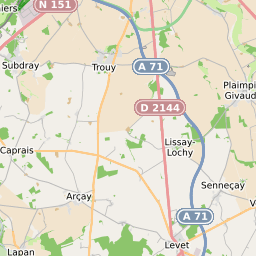 N 151
iers
Subdray
Trouy
A 71
Plaimpi
Givaud
D 2144
Lissay-
Lochy
Caprais
Senneçay
Arçay
V
A 71
Levet
Lapan